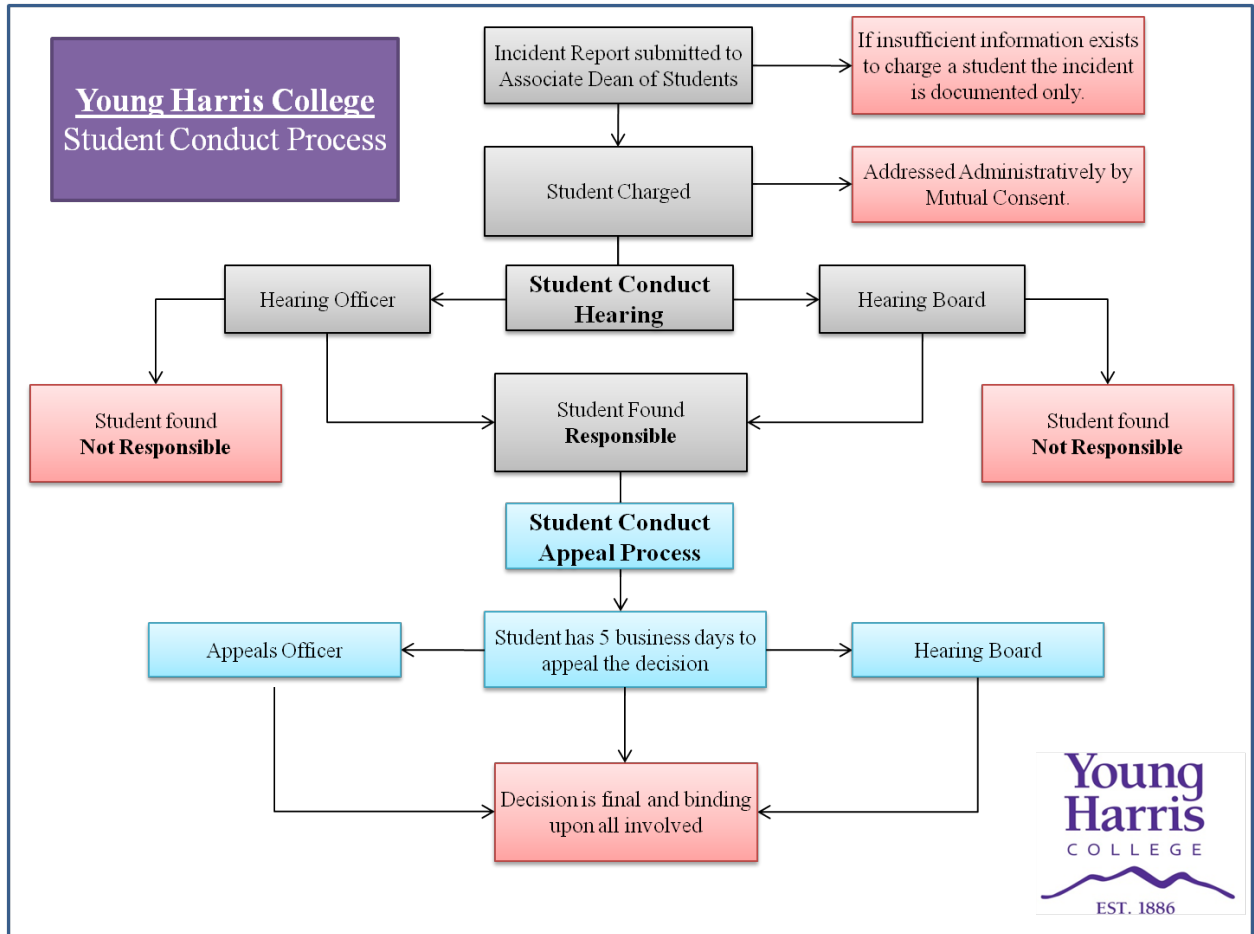 Young Harris College
Student Conduct Process
Incident Report submitted to
Associate Dean of Students
If insufficient information exists
to charge a student the incident
is documented only.
Student Charged
Addressed Administratively by
Mutual Consent.
Hearing Officer
Student Conduct
Hearing
Hearing Board
Student found
Not Responsible
Student Found
Responsible
Student found
Not Responsible
Student Conduct
Appeal Process
Appeals Officer
Student has 5 business days to
appeal the decision
Hearing Board
Decision is final and binding
upon all involved
Young
Harris
COLLEGE
EST. 1886